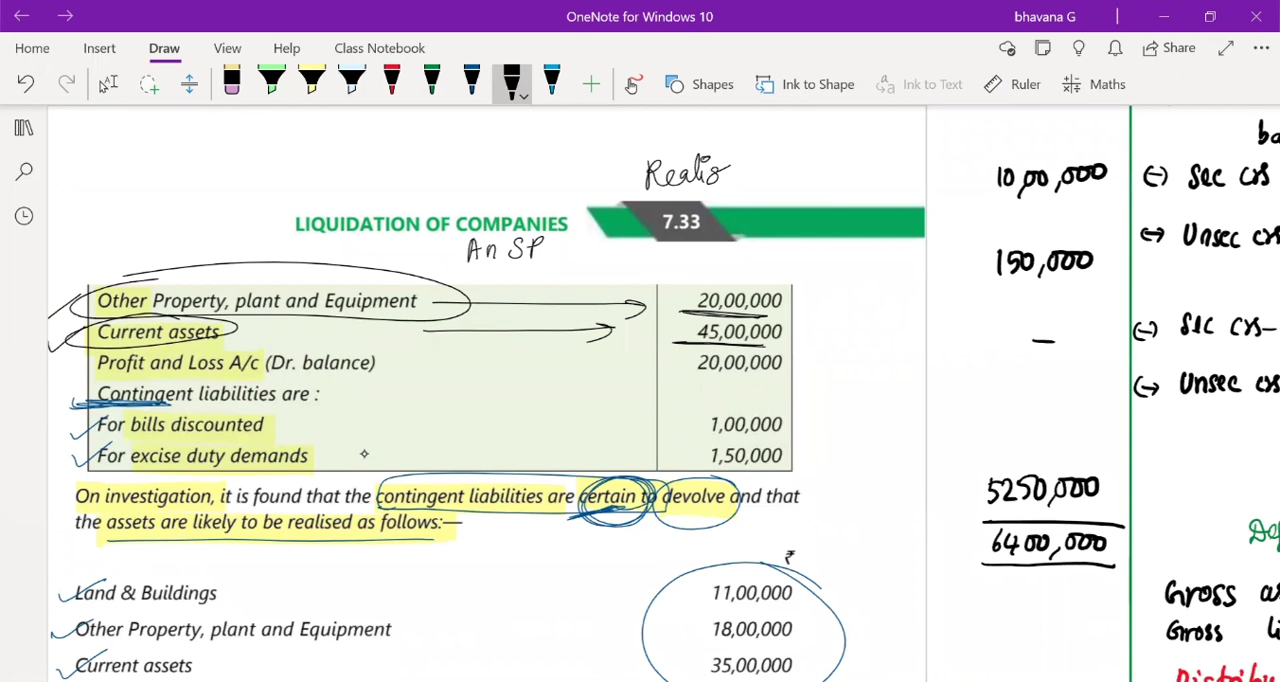 OneNote for Windows 10
bhavana G
Home Insert Draw View Help Class Notebook Share
Shapes Ink to Shape Ink to Text Ruler Maths
Realis
LIQUIDATION OF COMPANIES 7.33
An SP
Other Property, plant and Equipment 20,00,000
Current assets 45,00,000
Profit and Loss A/c (Dr. balance) 20,00,000
Contingent liabilities are :
For bills discounted 1,00,000
For excise duty demands 1,50,000
On investigation, it is found that the contingent liabilities are certain to devolve and that
the assets are likely to be realised as follows:—
₹
Land & Buildings 11,00,000
Other Property, plant and Equipment 18,00,000
Current assets 35,00,000
ba
10,00,000 (-) Sec crs
Unsec crs
150,000
— (-) Sec crs-
Unsec crs
5250,000
6400,000
Def
Gross as
Gross li
Distribu